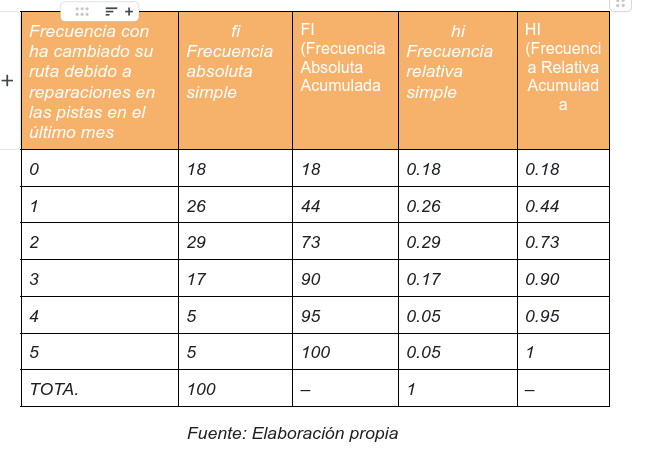 Frecuencia con
ha cambiado su
ruta debido a
reparaciones en
las pistas en el
último mes
fi
Frecuencia
absoluta
simple
FI
(Frecuencia
Absoluta
Acumulada
hi
Frecuencia
relativa
simple
HI
(Frecuenci
a Relativa
Acumulad
a
0 18 18 0.18 0.18
1 26 44 0.26 0.44
2 29 73 0.29 0.73
3 17 90 0.17 0.90
4 5 95 0.05 0.95
5 5 100 0.05 1
TOTA. 100 – 1 –
Fuente: Elaboración propia